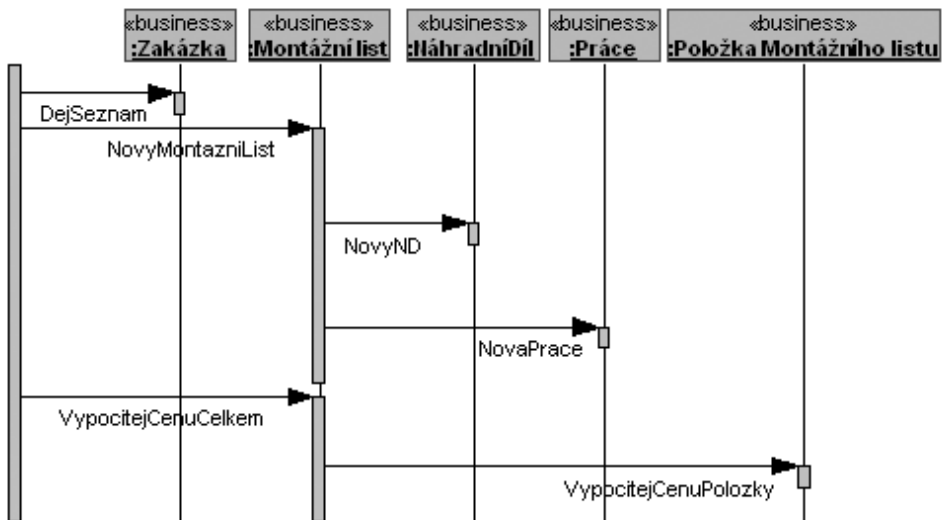 «business» «business» «business» «business» «business»
:Zakázka :Montážní list :NáhradníDíl :Práce :Položka Montážního listu
DejSeznam
NovyMontazniList
NovyND
NovaPrace
VypocitejCenuCelkem
VypocitejCenuPolozky